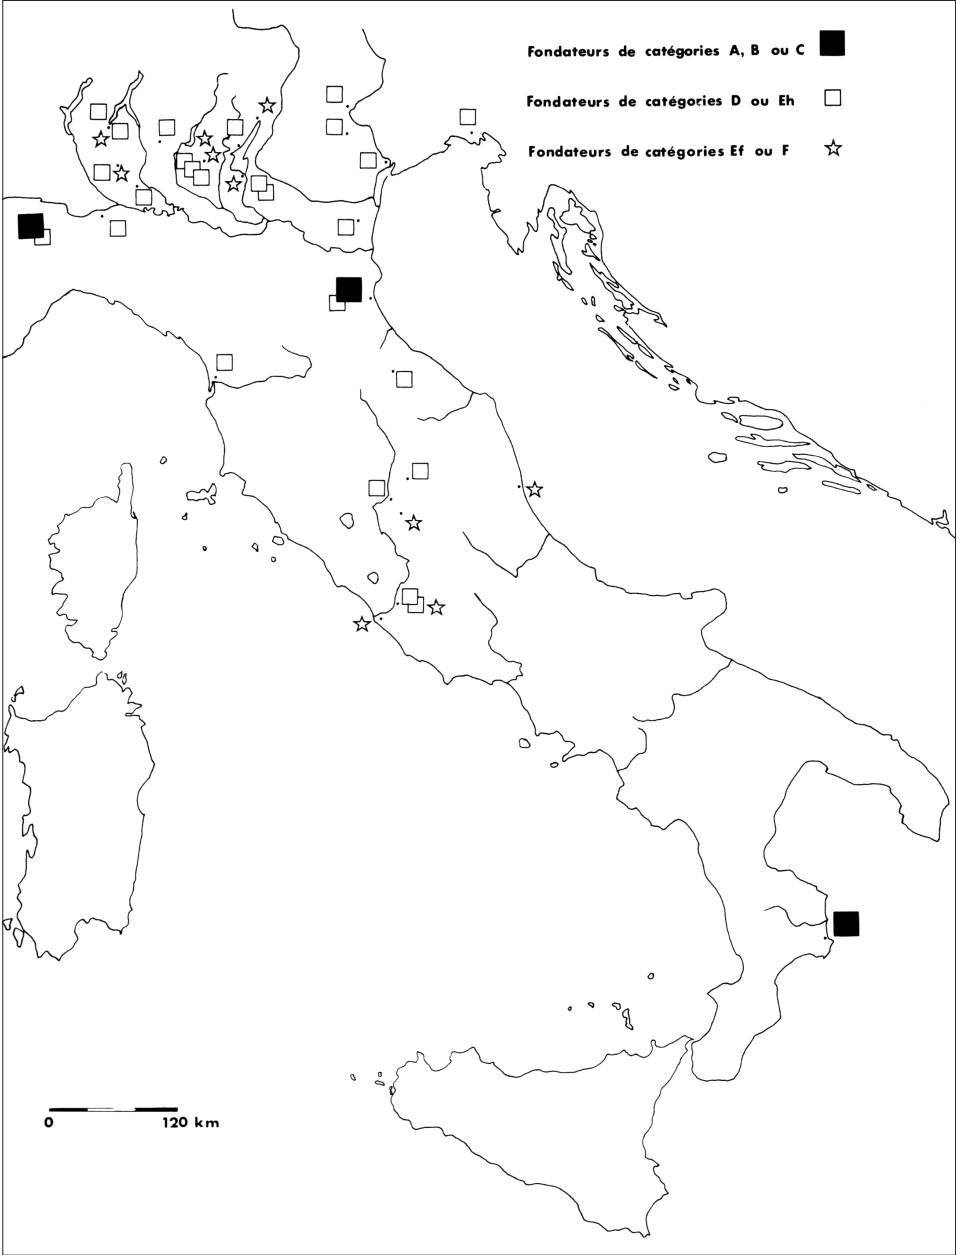 Fondateurs de catégories A, B ou C
Fondateurs de catégories D ou Eh
Fondateurs de catégories Ef ou F
0 120 km